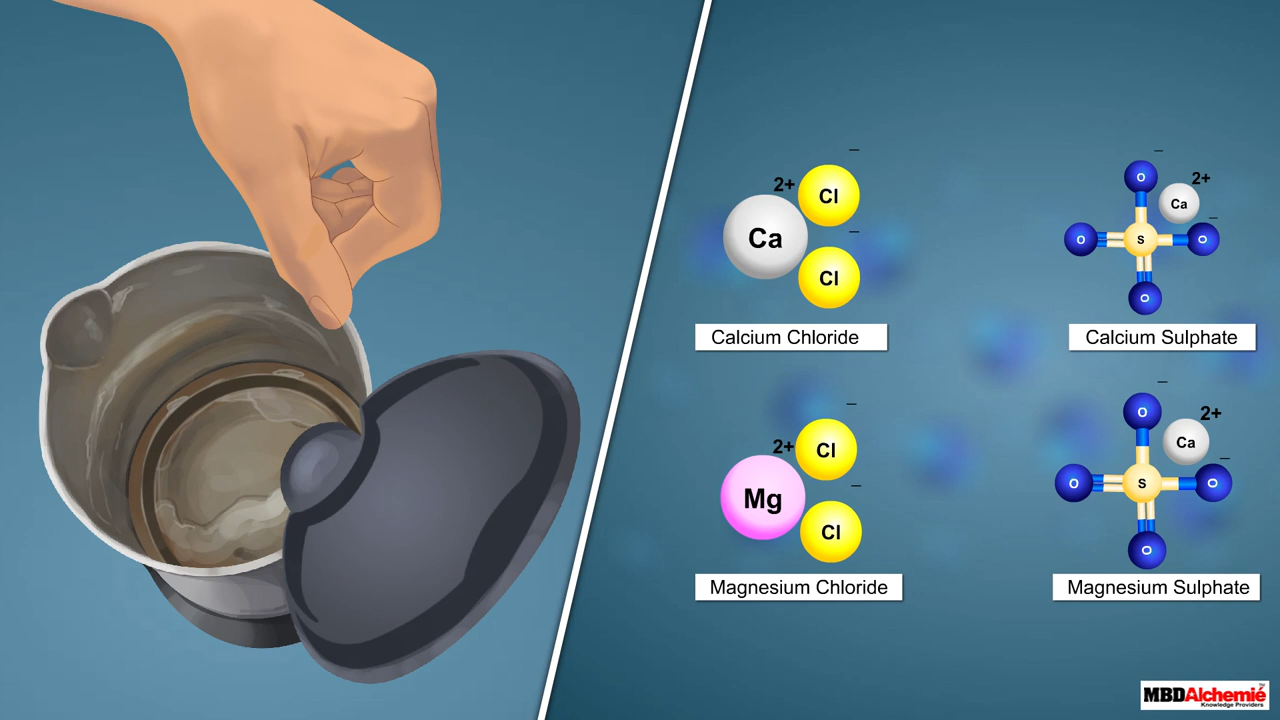 −
2+
Cl
Ca
−
Cl
Calcium Chloride
−
O
2+
Ca
−
O
S
O
O
Calcium Sulphate
−
2+
Cl
−
Mg
Cl
Magnesium Chloride
−
O
2+
Ca
−
O
S
O
O
Magnesium Sulphate
MBDAlchemie
Knowledge Providers